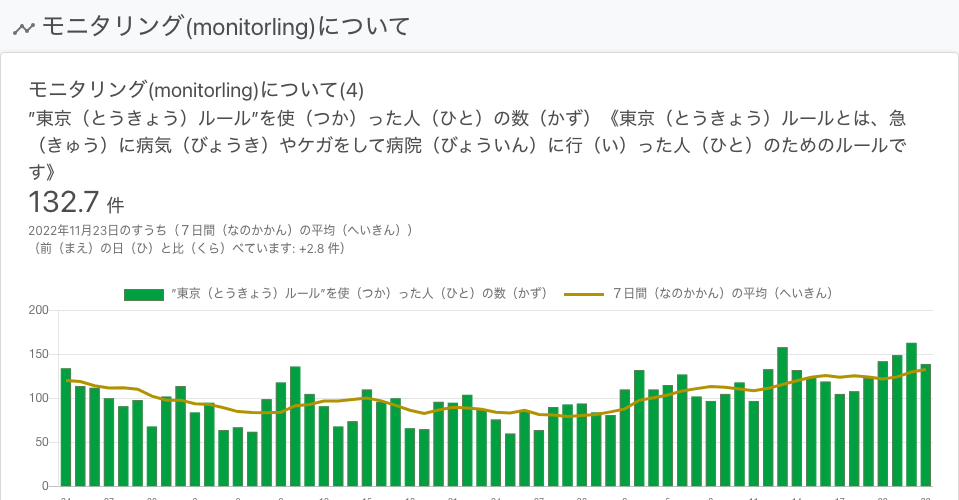 モニタリング(monitorling)について
モニタリング(monitorling)について(4)
”東京（とうきょう）ルール”を使（つか）った人（ひと）の数（かず）《東京（とうきょう）ルールとは、急
（きゅう）に病気（びょうき）やケガをして病院（びょういん）に行（い）った人（ひと）のためのルールで
す》
132.7 件
2022年11月23日のすうち（７日間（なのかかん）の平均（へいきん））
（前（まえ）の日（ひ）と比（くら）べています: +2.8 件）
”東京（とうきょう）ルール”を使（つか）った人（ひと）の数（かず） ７日間（なのかかん）の平均（へいきん）
200
150
100
50
0